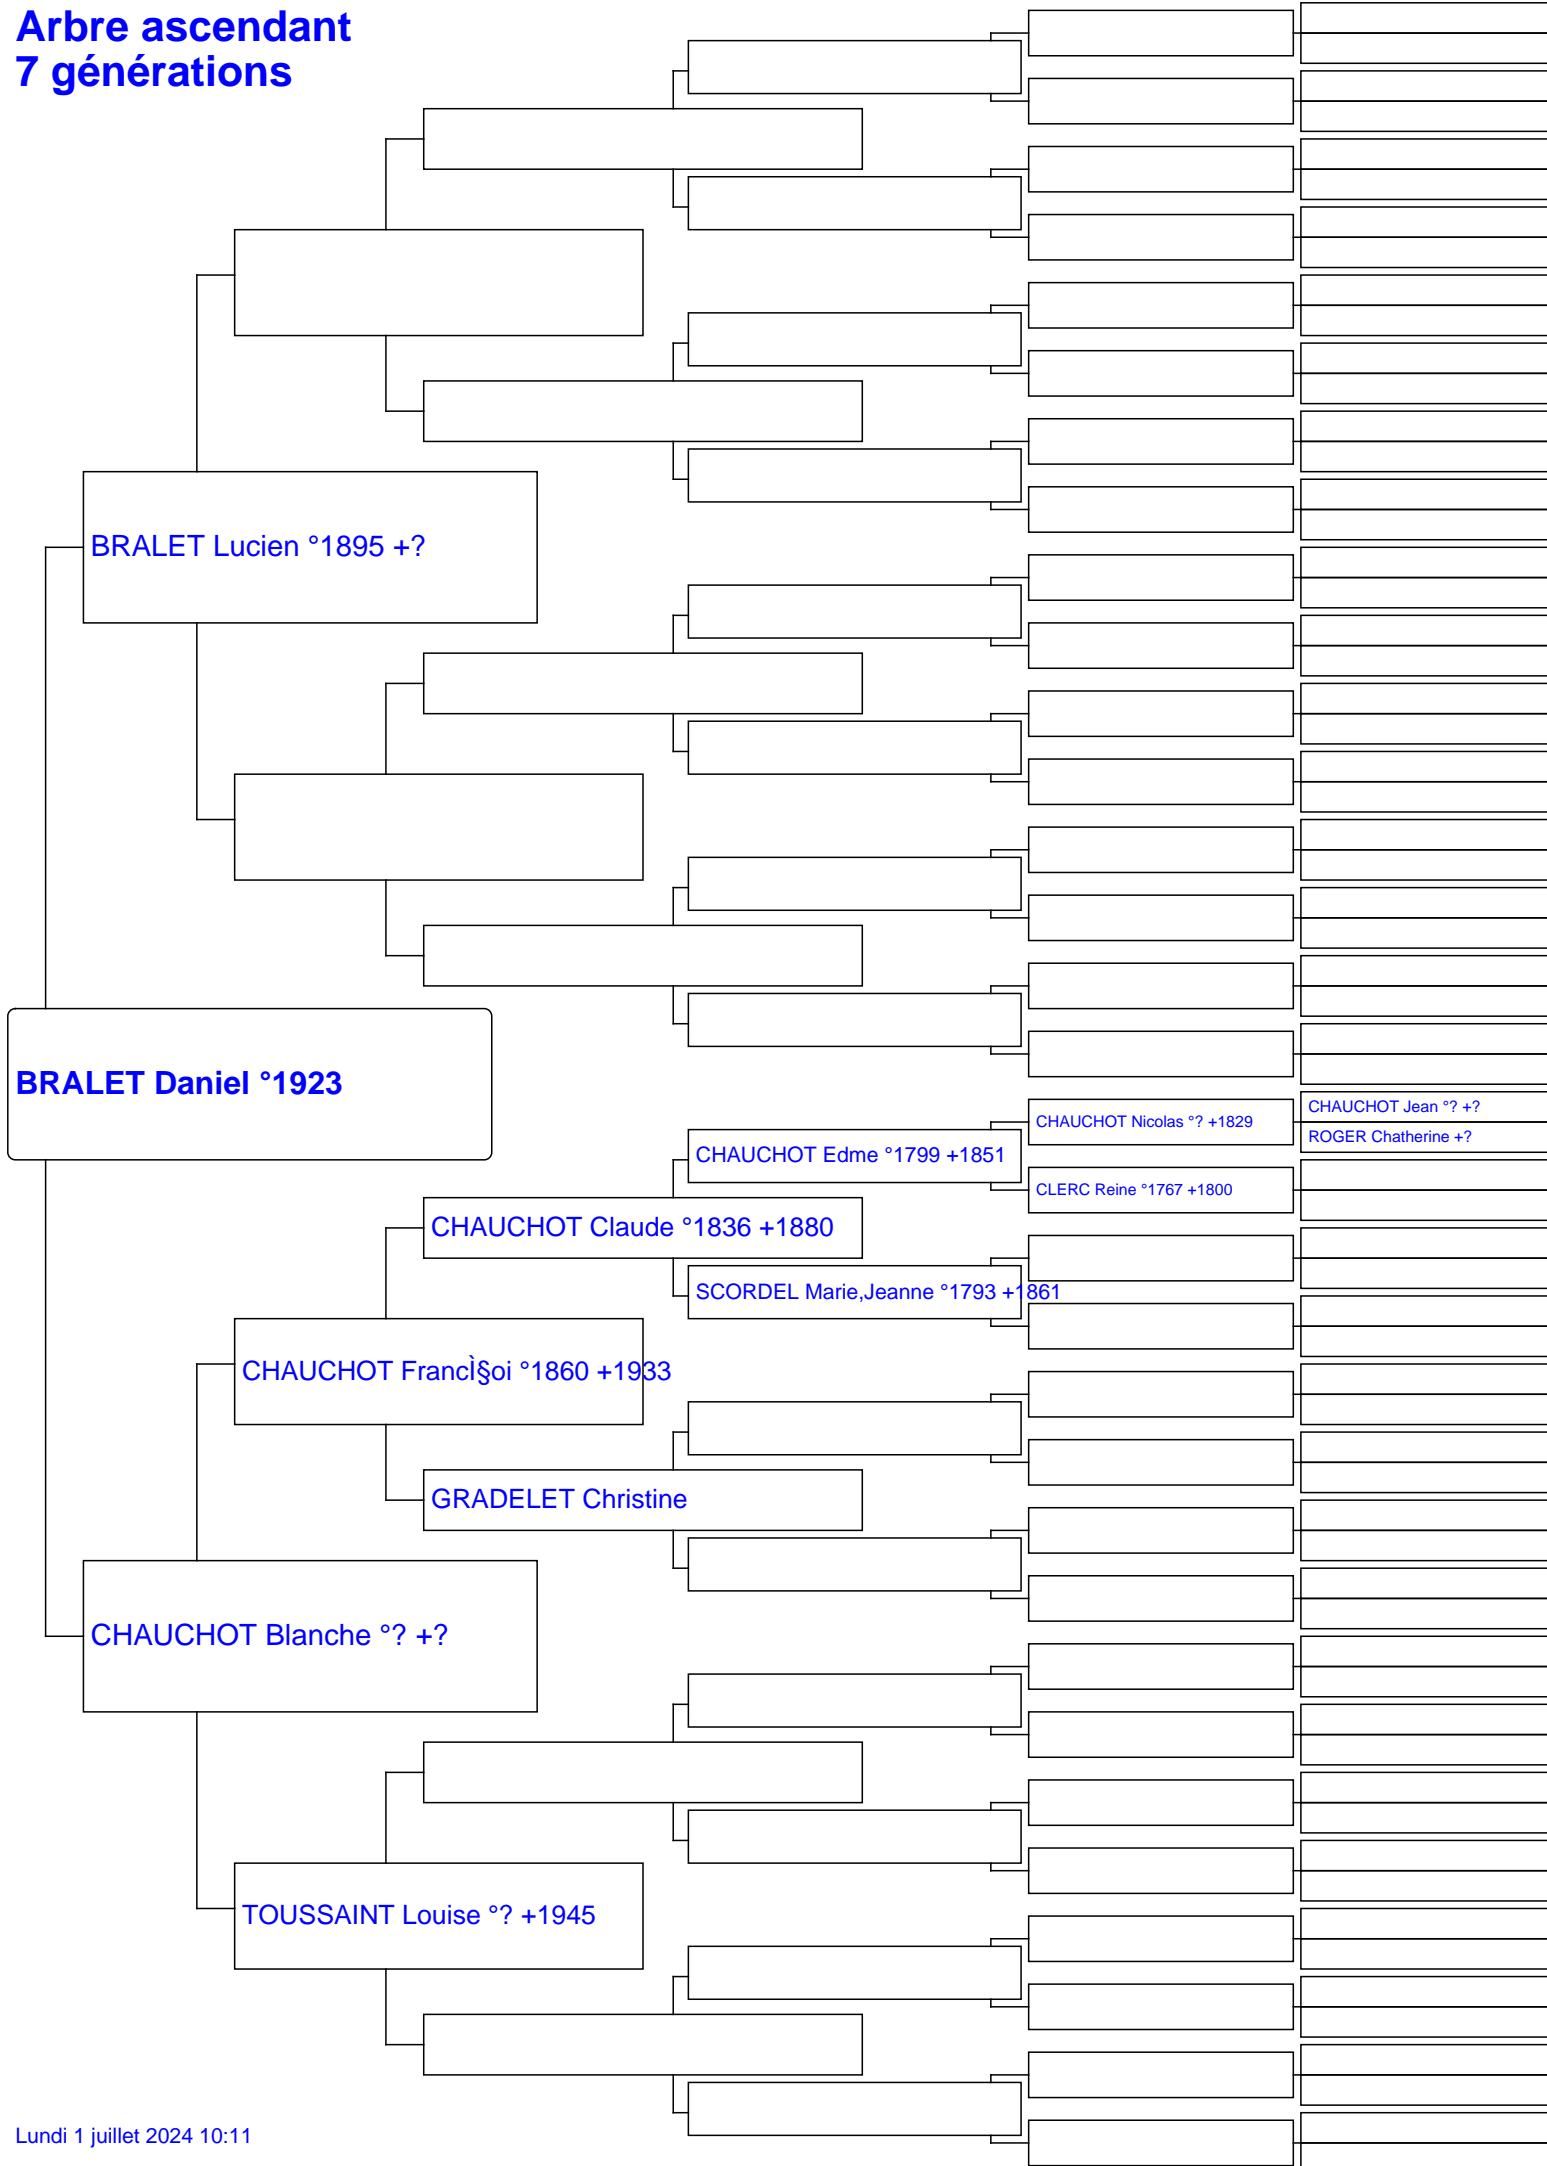 Arbre ascendant
7 générations
BRALET Lucien °1895 +?
BRALET Daniel °1923
CHAUCHOT Jean °? +?
CHAUCHOT Nicolas °? +1829
ROGER Chatherine +?
CHAUCHOT Edme °1799 +1851
CLERC Reine °1767 +1800
CHAUCHOT Claude °1836 +1880
SCORDEL Marie,Jeanne °1793 +1861
CHAUCHOT FrancÌ§oi °1860 +1933
GRADELET Christine
CHAUCHOT Blanche °? +?
TOUSSAINT Louise °? +1945
Lundi 1 juillet 2024 10:11